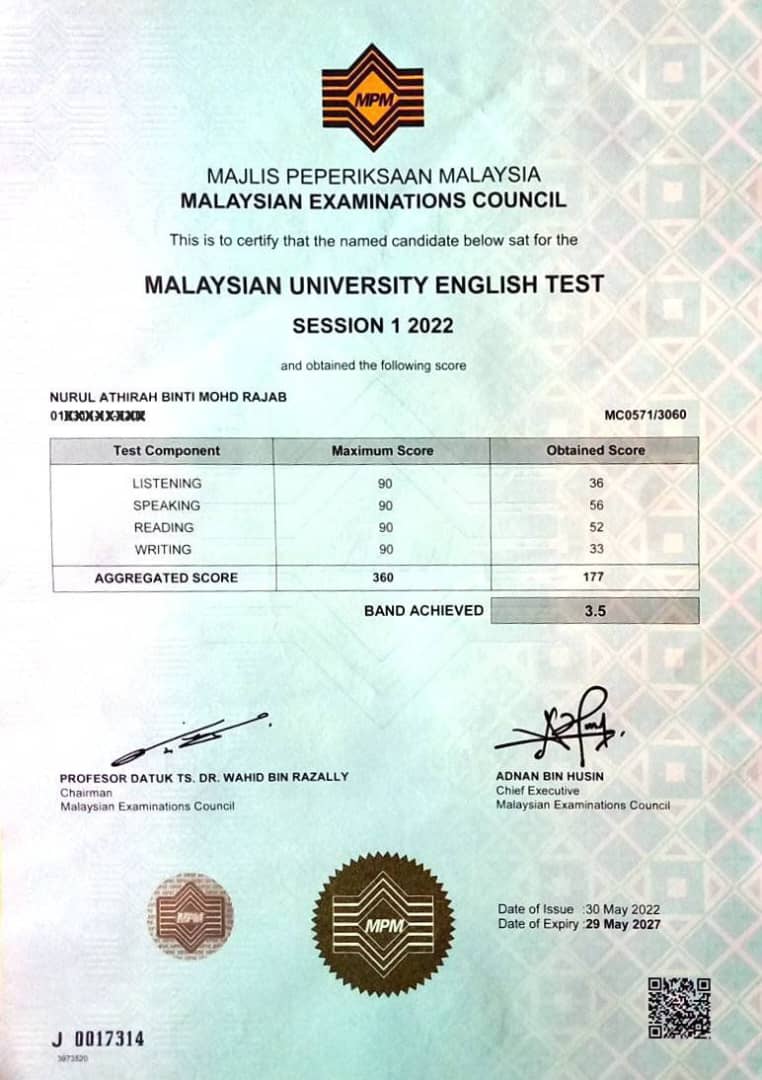 MPM
MAJLIS PEPERIKSAAN MALAYSIA
MALAYSIAN EXAMINATIONS COUNCIL
This is to certify that the named candidate below sat for the
MALAYSIAN UNIVERSITY ENGLISH TEST
SESSION 1 2022
and obtained the following score
NURUL ATHIRAH BINTI MOHD RAJAB
01
MC0571/3060
Test Component Maximum Score Obtained Score
LISTENING 90 36
SPEAKING 90 56
READING 90 52
WRITING 90 33
AGGREGATED SCORE 360 177
BAND ACHIEVED 3.5
PROFESOR DATUK TS. DR. WAHID BIN RAZALLY
Chairman
Malaysian Examinations Council
ADNAN BIN HUSIN
Chief Executive
Malaysian Examinations Council
MPM
MPM
Date of Issue :30 May 2022
Date of Expiry :29 May 2027
J 0017314
3973520